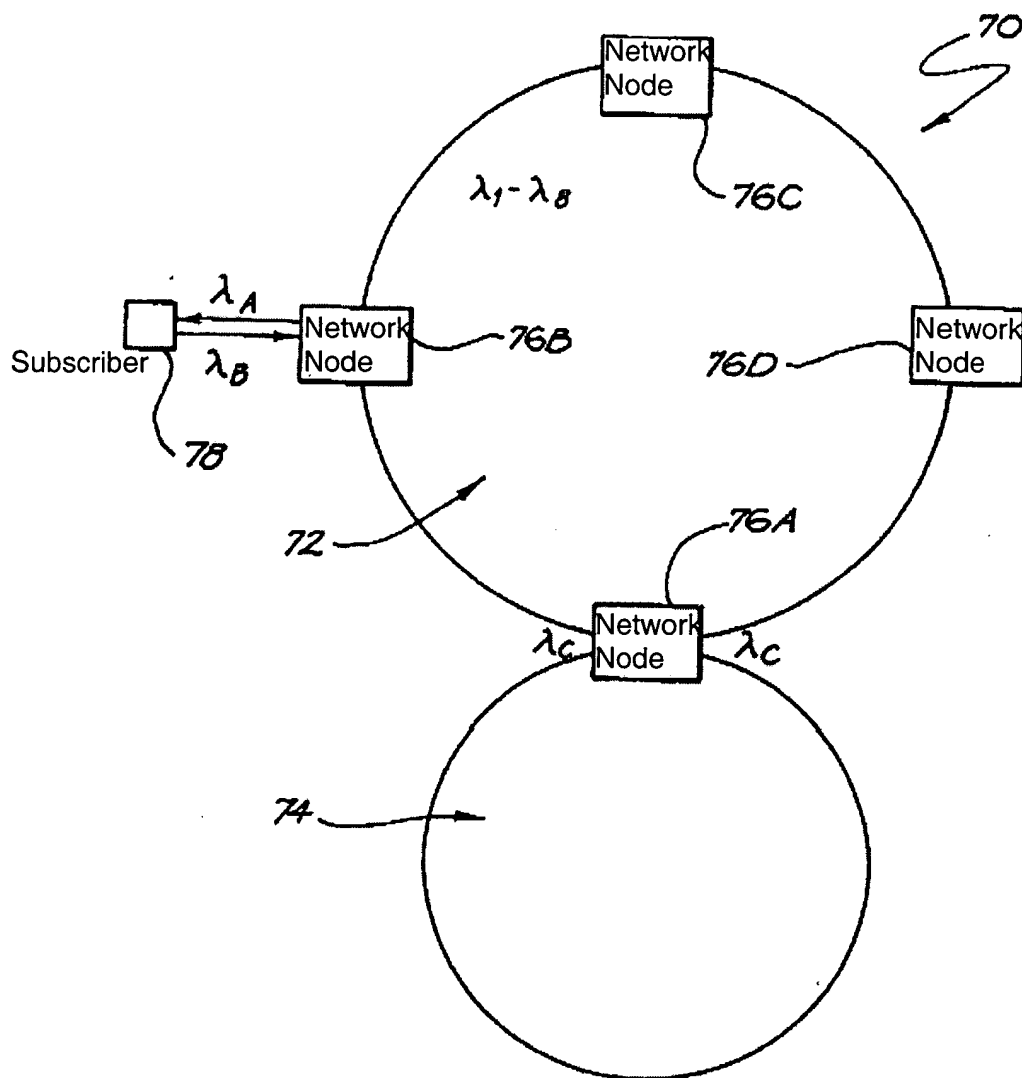 70
Network
Node
76C
λ1 - λ8
λA
Network
Node
76B
76D
Network
Node
Subscriber
λB
78
72
76A
λC
Network
Node
λC
74